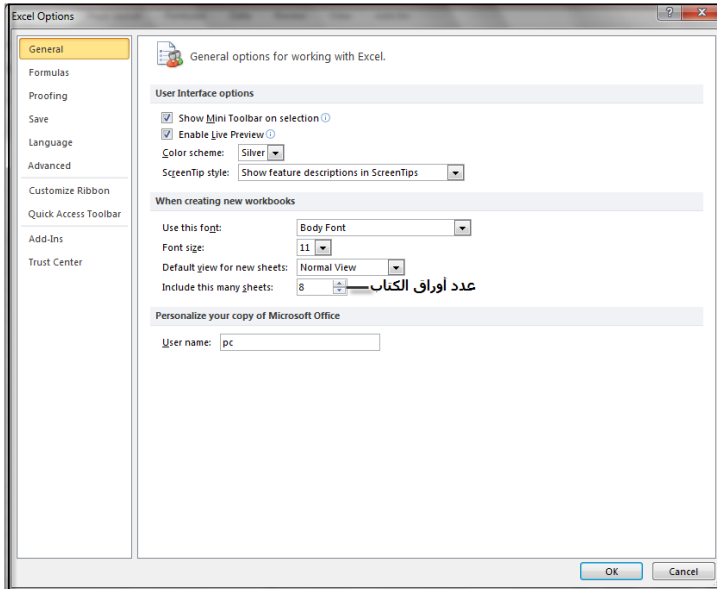 Excel Options
General
Formulas
Proofing
Save
Language
Advanced
Customize Ribbon
Quick Access Toolbar
Add-Ins
Trust Center
General options for working with Excel.
User Interface options
Show Mini Toolbar on selection
Enable Live Preview
Color scheme: Silver
ScreenTip style: Show feature descriptions in ScreenTips
When creating new workbooks
Use this font: Body Font
Font size: 11
Default view for new sheets: Normal View
Include this many sheets: 8 عدد أوراق الكتاب
Personalize your copy of Microsoft Office
User name: pc
OK Cancel